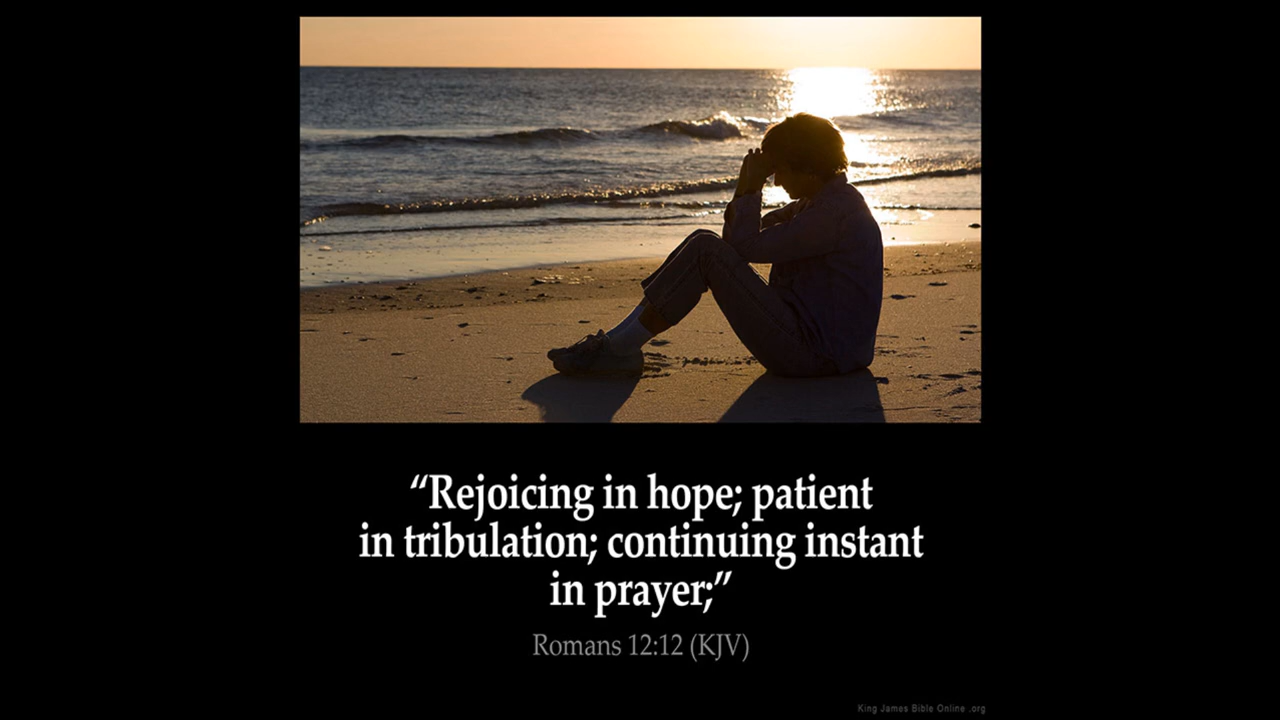 “Rejoicing in hope; patient
in tribulation; continuing instant
in prayer;”
Romans 12:12 (KJV)
King James Bible Online .org